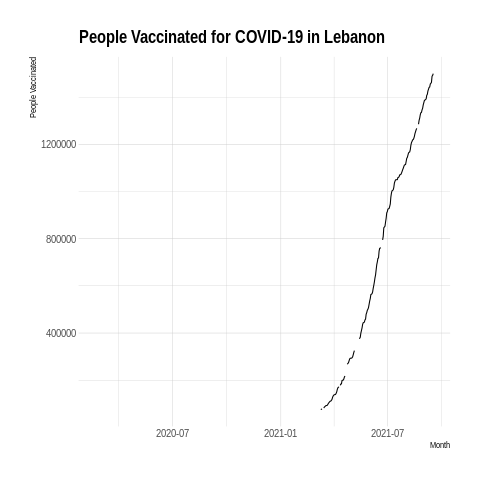 People Vaccinated for COVID-19 in Lebanon
People Vaccinated
1200000
800000
400000
2020-07 2021-01 2021-07
Month